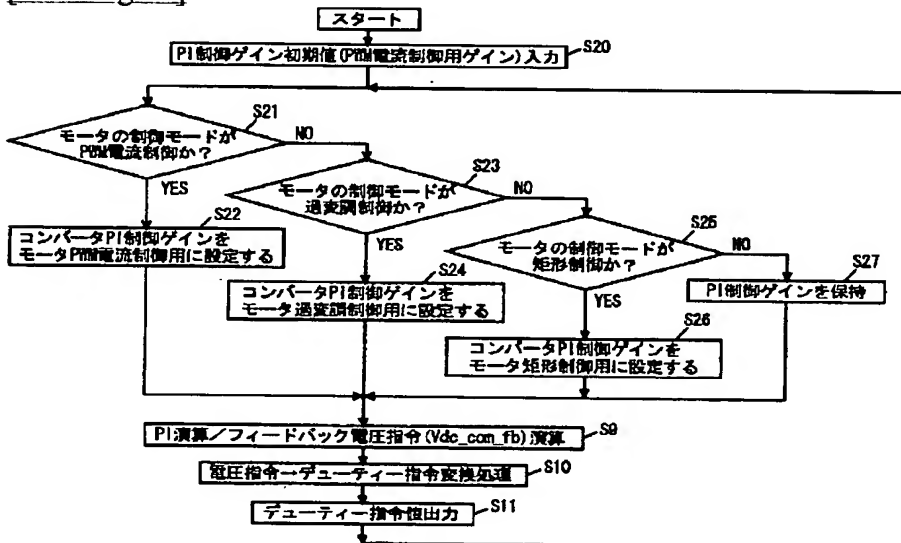 スタート
PI制御ゲイン初期値(PWM電流制御用ゲイン)入力
S20
モータの制御モードが
PWM電流制御か?
S21
NO
YES
モータの制御モードが
過変調制御か?
S23
NO
YES
コンバータPI制御ゲインを
モータPWM電流制御用に設定する
S22
モータの制御モードが
矩形制御か?
S25
NO
YES
コンバータPI制御ゲインを
モータ過変調制御用に設定する
S24
PI制御ゲインを保持
S27
コンバータPI制御ゲインを
モータ矩形制御用に設定する
S26
PI演算/フィードバック電圧指令(Vdc_com_fb)演算
S9
電圧指令→デューティー指令変換処理
S10
デューティー指令値出力
S11